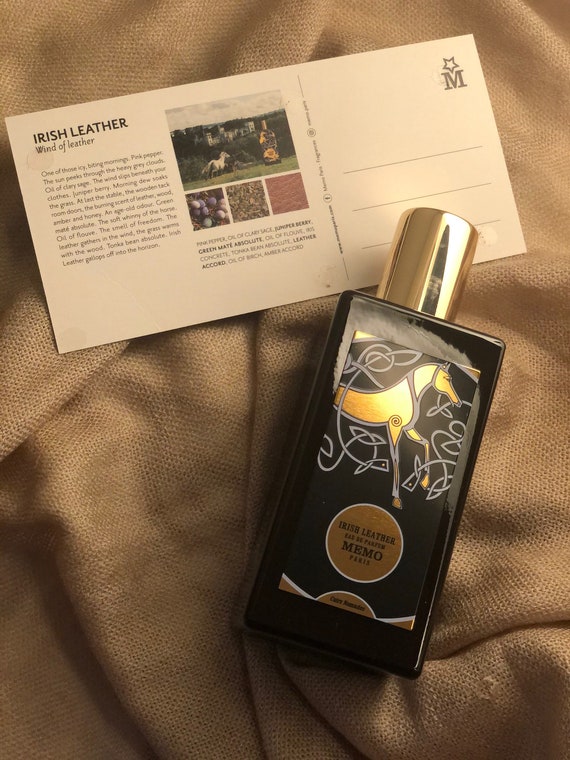 IRISH LEATHER
Wind of leather
One of those icy, biting mornings. Pink pepper.
The sun peeks through the heavy grey clouds.
Oil of clary sage. The wind slips beneath your
clothes. Juniper berry. Morning dew coats
the grass. At last the stable, the wooden tack
room doors, the burning scent of leather, wood,
amber and honey. An age-old odour. Green
maté absolute. The soft whinny of the horse.
Oil of flouve. The smell of freedom. The
leather gathers in the wind, the grass warms
with the wood. Tonka bean absolute. Irish
Leather gallops off into the horizon.
PINK PEPPER, OIL OF CLARY SAGE, JUNIPER BERRY,
GREEN MATÉ ABSOLUTE, OIL OF FLOUVE, IRIS
CONCRETE, TONKA BEAN ABSOLUTE, LEATHER
ACCORD, OIL OF BIRCH, AMBER ACCORD
M
IRISH LEATHER
EAU DE PARFUM
MEMO
PARIS
Cuirs Nomades